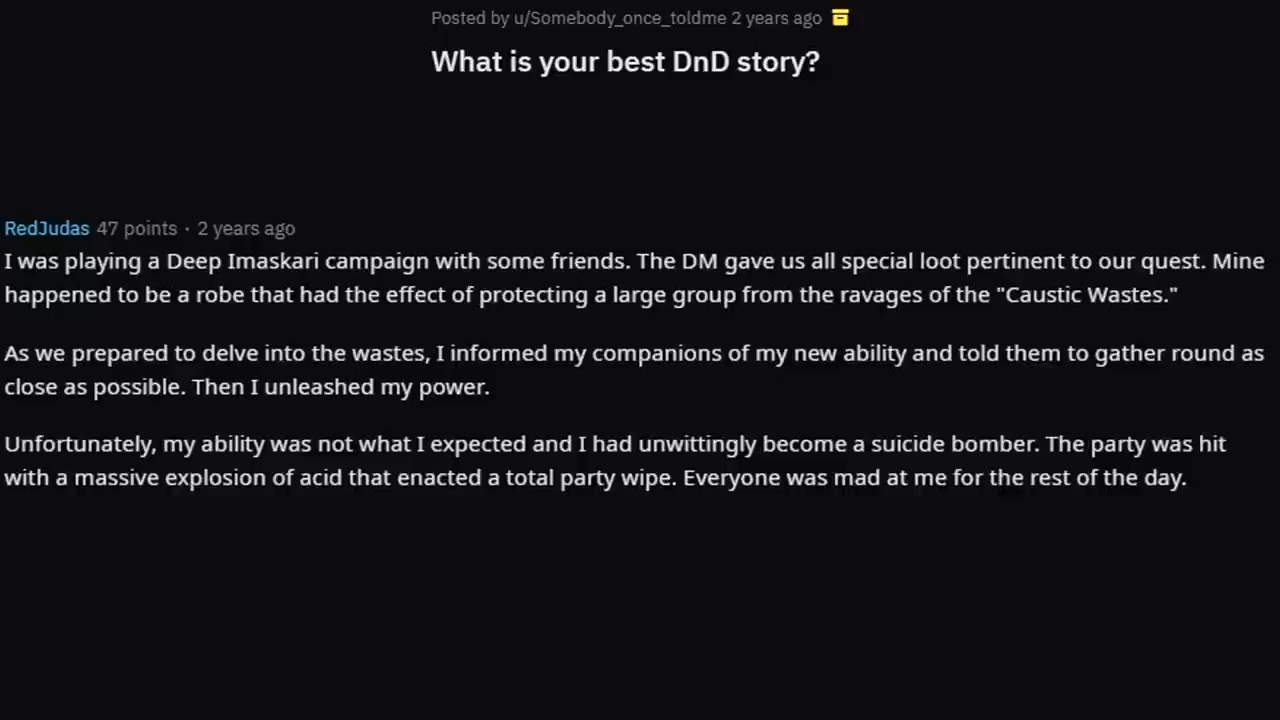 Posted by u/Somebody_once_toldme 2 years ago
What is your best DnD story?
RedJudas 47 points · 2 years ago
I was playing a Deep Imaskari campaign with some friends. The DM gave us all special loot pertinent to our quest. Mine
happened to be a robe that had the effect of protecting a large group from the ravages of the "Caustic Wastes."
As we prepared to delve into the wastes, I informed my companions of my new ability and told them to gather round as
close as possible. Then I unleashed my power.
Unfortunately, my ability was not what I expected and I had unwittingly become a suicide bomber. The party was hit
with a massive explosion of acid that enacted a total party wipe. Everyone was mad at me for the rest of the day.